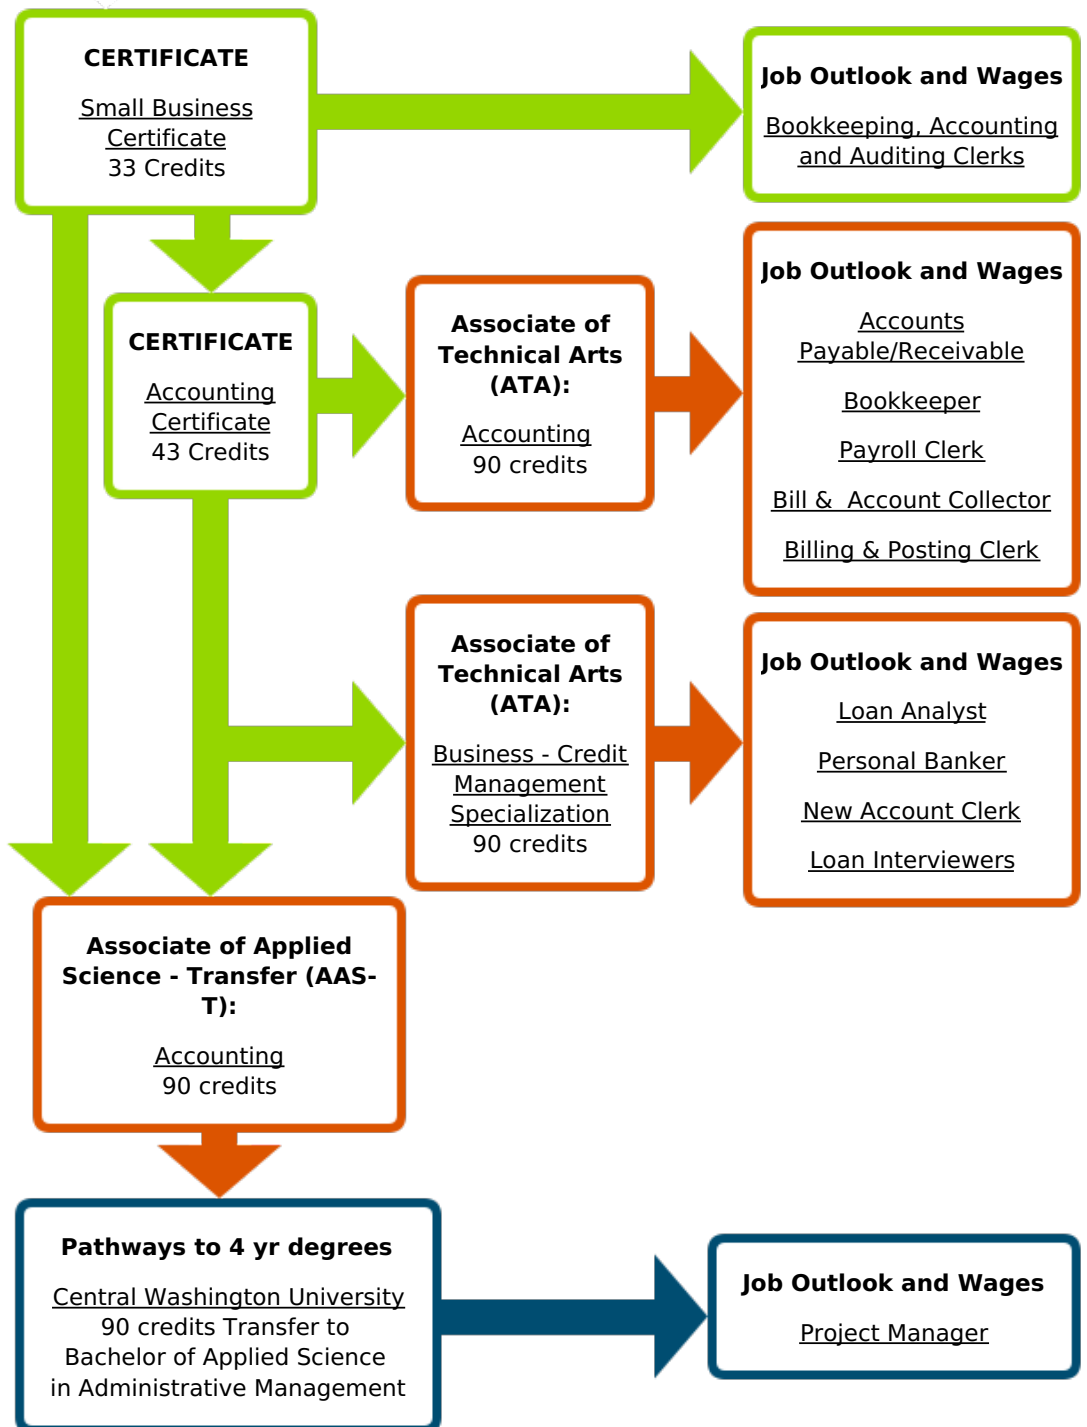 CERTIFICATE
Small Business
Certificate
33 Credits
Job Outlook and Wages
Bookkeeping, Accounting
and Auditing Clerks
CERTIFICATE
Accounting
Certificate
43 Credits
Associate of
Technical Arts
(ATA):
Accounting
90 credits
Job Outlook and Wages
Accounts
Payable/Receivable
Bookkeeper
Payroll Clerk
Bill &  Account Collector
Billing & Posting Clerk
Associate of
Technical Arts
(ATA):
Business - Credit
Management
Specialization
90 credits
Job Outlook and Wages
Loan Analyst
Personal Banker
New Account Clerk
Loan Interviewers
Associate of Applied
Science - Transfer (AAS-
T):
Accounting
90 credits
Pathways to 4 yr degrees
Central Washington University
90 credits Transfer to
Bachelor of Applied Science
in Administrative Management
Job Outlook and Wages
Project Manager